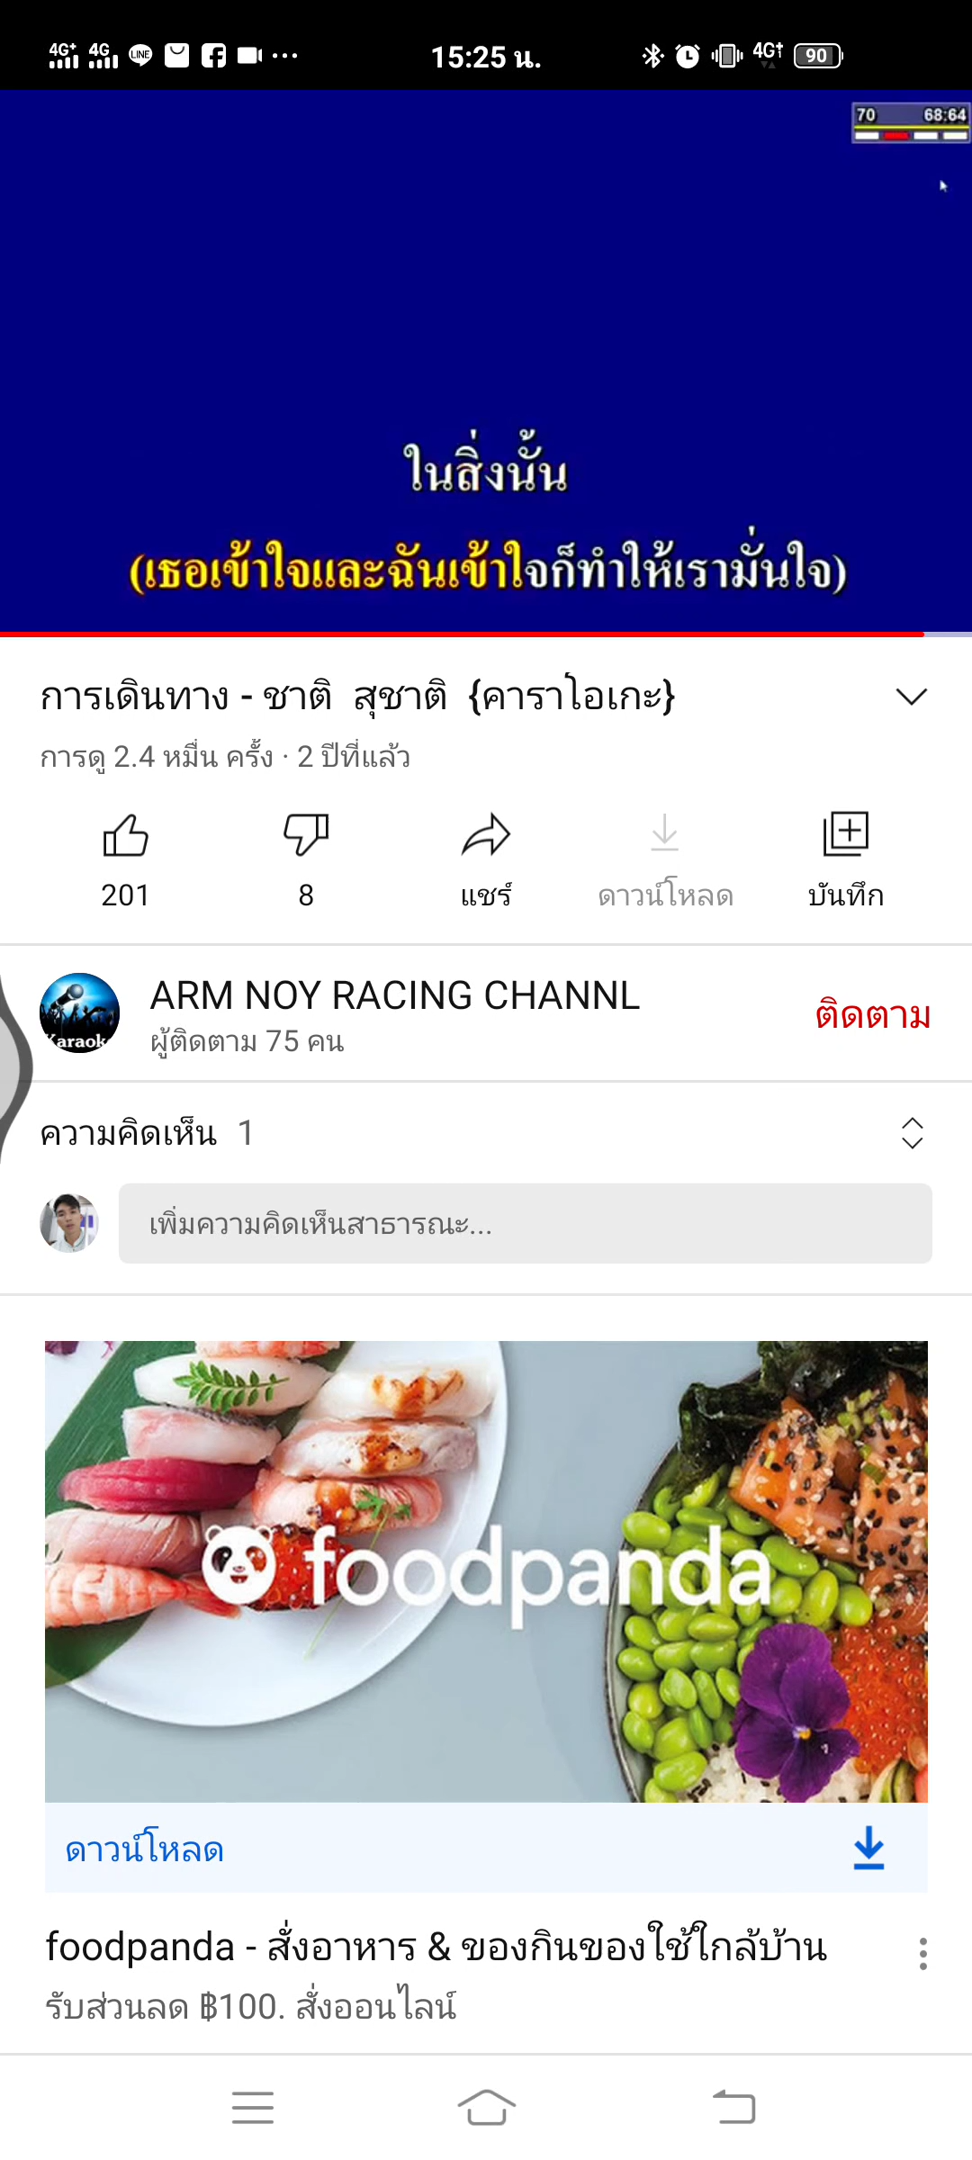 4G+ 4G LINE 15:25 น. 4G+ 90
70 68:64
ในสิ่งนั้น
(เธอเข้าใจและฉันเข้าใจก็ทำให้เรามั่นใจ)
การเดินทาง - ชาติ สุชาติ {คาราโอเกะ}
การดู 2.4 หมื่น ครั้ง · 2 ปีที่แล้ว
201 8 แชร์ ดาวน์โหลด บันทึก
ARM NOY RACING CHANNL
ติดตาม
ผู้ติดตาม 75 คน
Karaok
ความคิดเห็น 1
เพิ่มความคิดเห็นสาธารณะ...
foodpanda
ดาวน์โหลด
foodpanda - สั่งอาหาร & ของกินของใช้ใกล้บ้าน
รับส่วนลด ฿100. สั่งออนไลน์